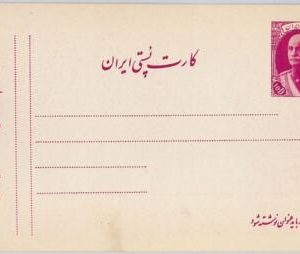 کارت پستی ایران
باید عنوان نوشته شود